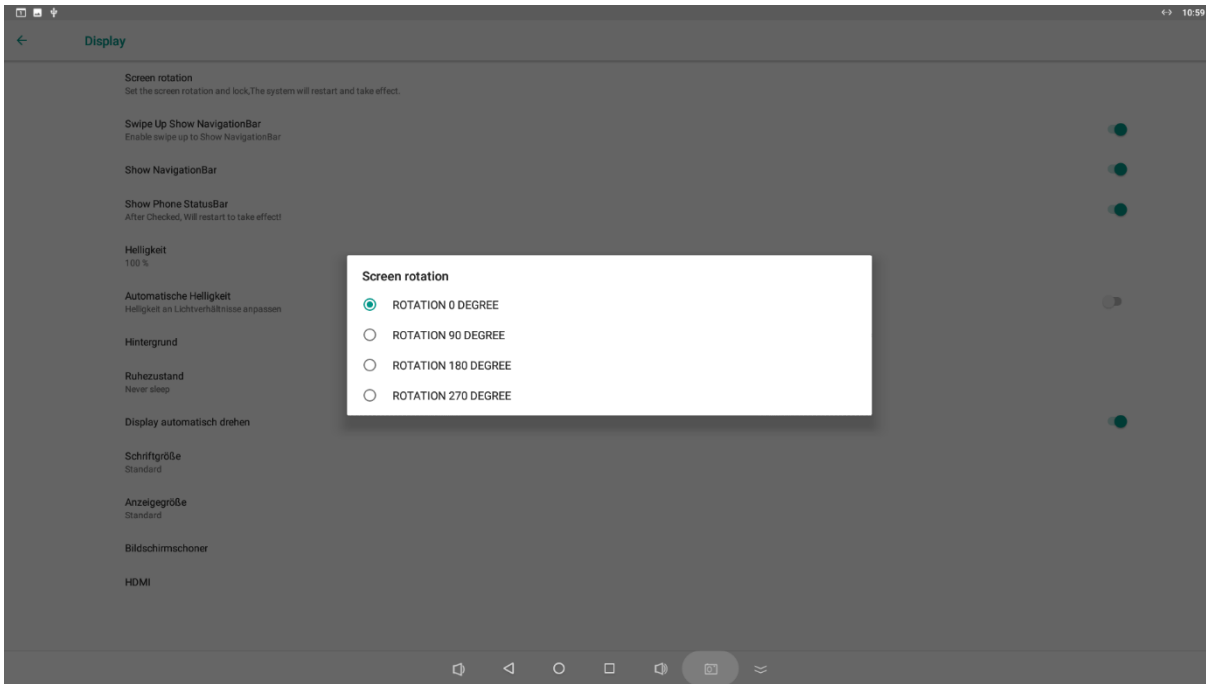 10:59
Display
Screen rotation
Set the screen rotation and lock,The system will restart and take effect.
Swipe Up Show NavigationBar
Enable swipe up to Show NavigationBar
Show NavigationBar
Show Phone StatusBar
After Checked, Will restart to take effect!
Helligkeit
100 %
Automatische Helligkeit
Helligkeit an Lichtverhältnisse anpassen
Hintergrund
Ruhezustand
Never sleep
Display automatisch drehen
Schriftgröße
Standard
Anzeigegröße
Standard
Bildschirmschoner
HDMI
Screen rotation
ROTATION 0 DEGREE
ROTATION 90 DEGREE
ROTATION 180 DEGREE
ROTATION 270 DEGREE